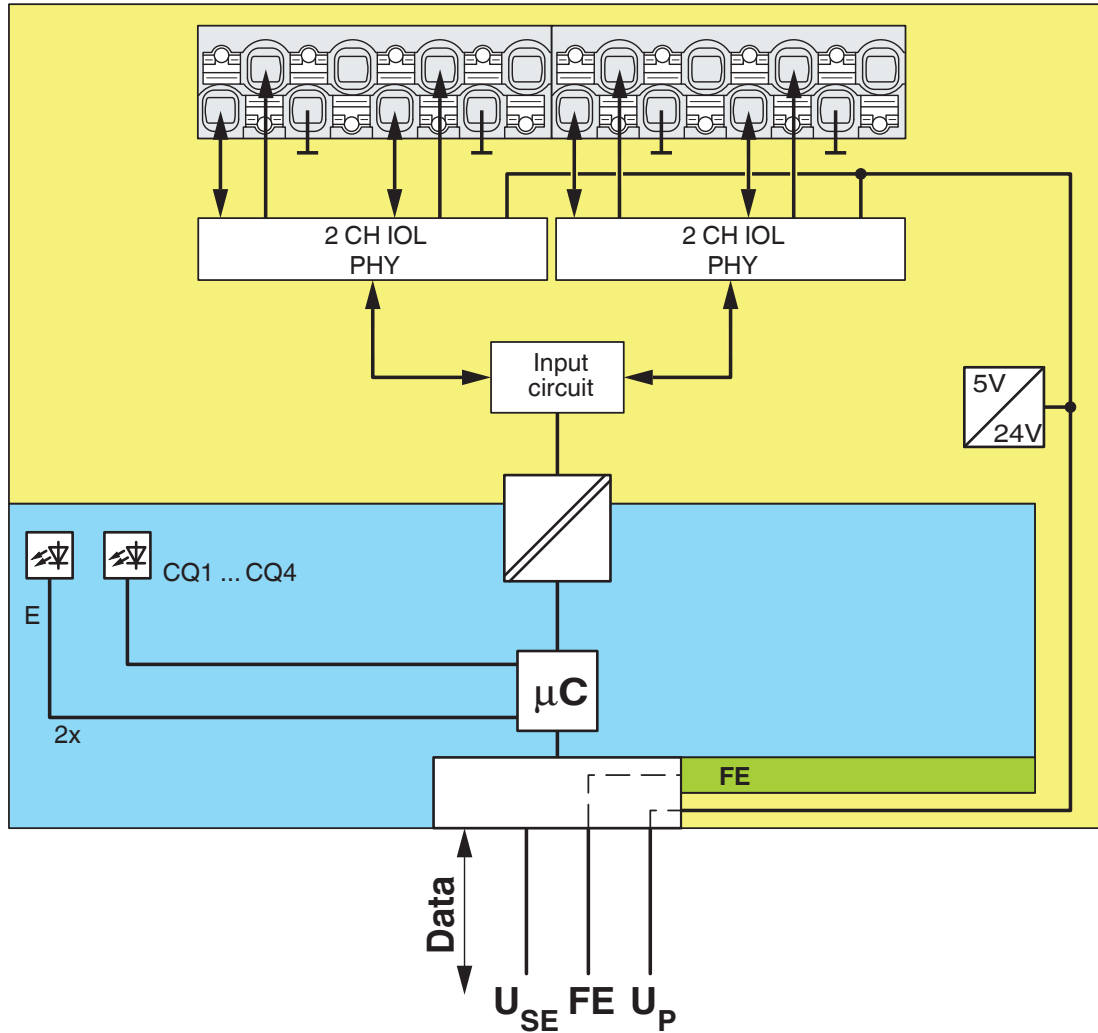 2 CH IOL
PHY
2 CH IOL
PHY
Input
circuit
5V
24V
CQ1 ... CQ4
E
µC
2x
FE
Data
USE FE UP